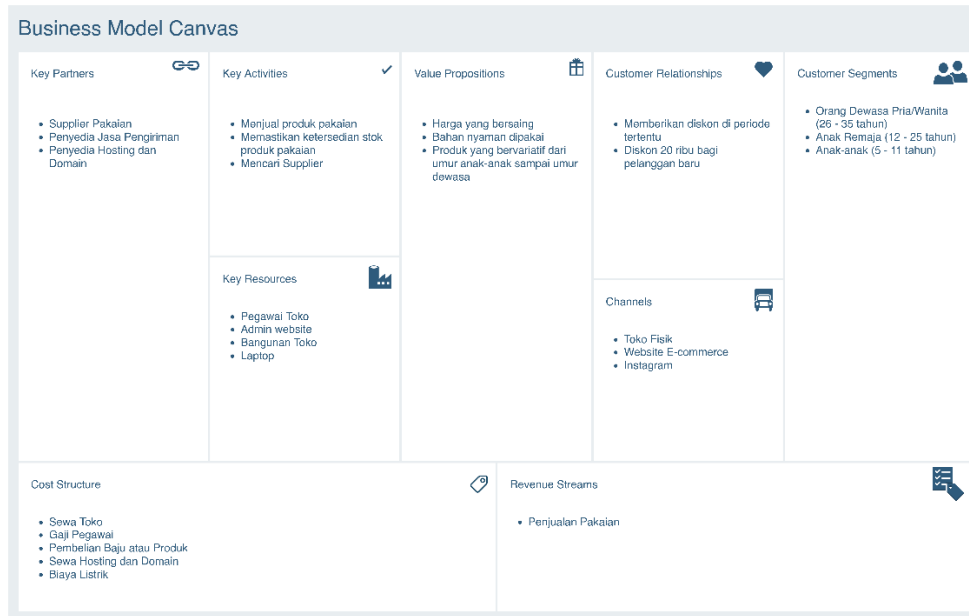 Business Model Canvas
Key Partners
• Supplier Pakaian
• Penyedia Jasa Pengiriman
• Penyedia Hosting dan
Domain
Key Activities
• Menjual produk pakaian
• Memastikan ketersedian stok
produk pakaian
• Mencari Supplier
Key Resources
• Pegawai Toko
• Admin website
• Bangunan Toko
• Laptop
Value Propositions
• Harga yang bersaing
• Bahan nyaman dipakai
• Produk yang bervariatif dari
umur anak-anak sampai umur
dewasa
Customer Relationships
• Memberikan diskon di periode
tertentu
• Diskon 20 ribu bagi
pelanggan baru
Channels
• Toko Fisik
• Website E-commerce
• Instagram
Customer Segments
• Orang Dewasa Pria/Wanita
(26 - 35 tahun)
• Anak Remaja (12 - 25 tahun)
• Anak-anak (5 - 11 tahun)
Cost Structure
• Sewa Toko
• Gaji Pegawai
• Pembelian Baju atau Produk
• Sewa Hosting dan Domain
• Biaya Listrik
Revenue Streams
• Penjualan Pakaian